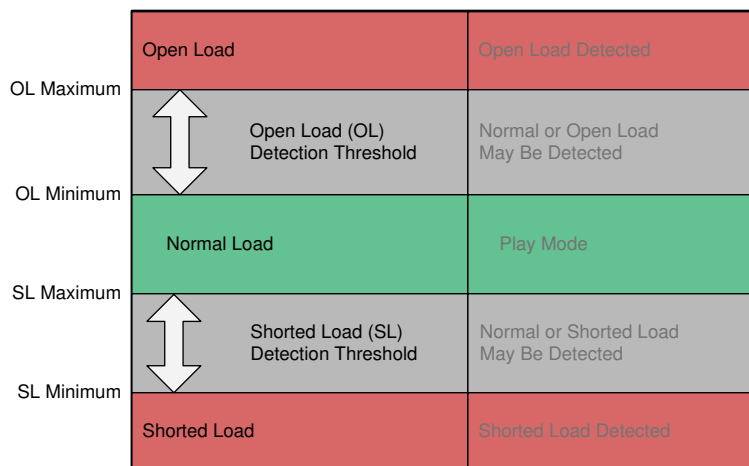 Open Load
Open Load Detected
OL Maximum
Open Load (OL)
Detection Threshold
Normal or Open Load
May Be Detected
OL Minimum
Normal Load
Play Mode
SL Maximum
Shorted Load (SL)
Detection Threshold
Normal or Shorted Load
May Be Detected
SL Minimum
Shorted Load
Shorted Load Detected